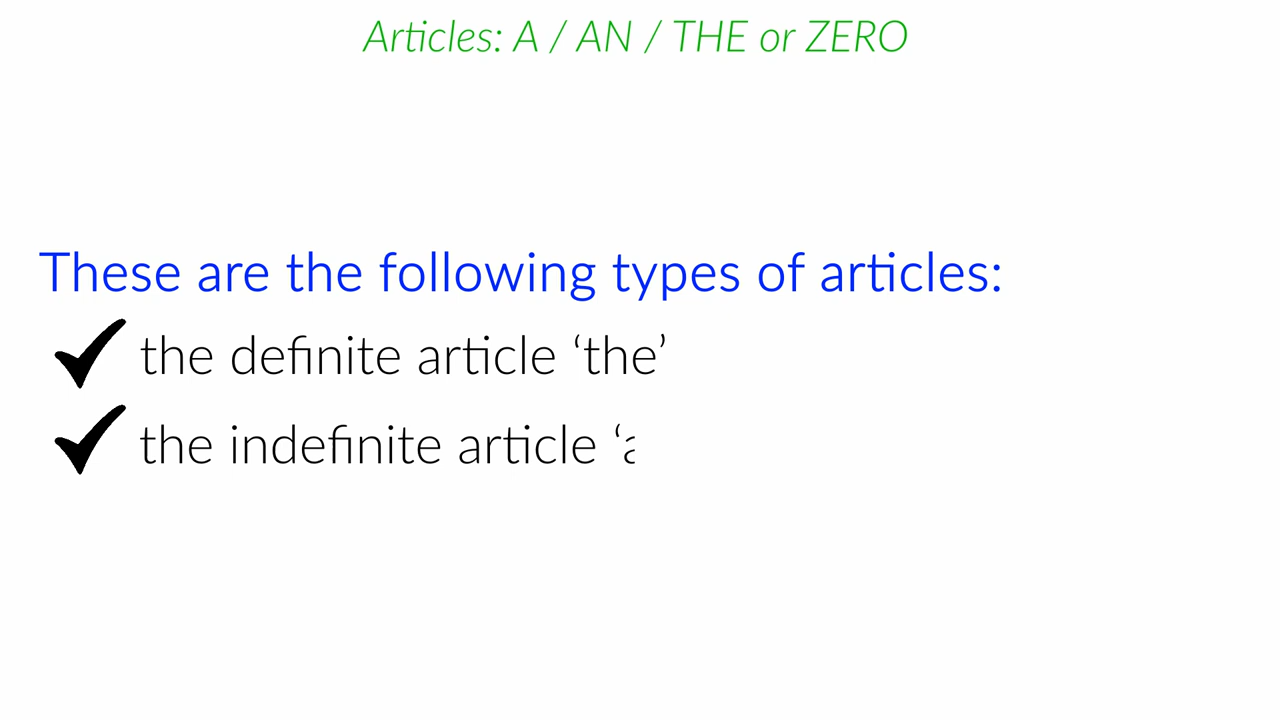 Articles: A / AN / THE or ZERO
These are the following types of articles:
the definite article ‘the’
the indefinite article ‘a